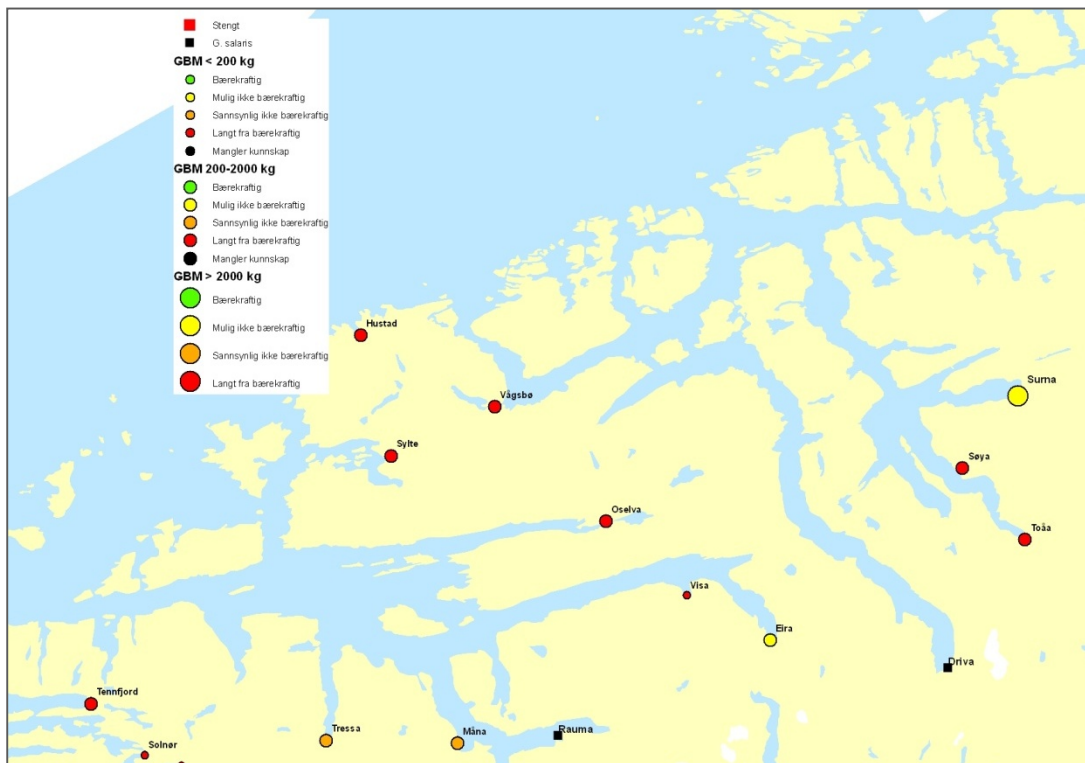 Stengt
G. salaris
GBM < 200 kg
Bærekraftig
Mulig ikke bærekraftig
Sannsynlig ikke bærekraftig
Langt fra bærekraftig
Mangler kunnskap
GBM 200-2000 kg
Bærekraftig
Mulig ikke bærekraftig
Sannsynlig ikke bærekraftig
Langt fra bærekraftig
Mangler kunnskap
GBM > 2000 kg
Bærekraftig
Mulig ikke bærekraftig
Sannsynlig ikke bærekraftig
Langt fra bærekraftig
Hustad
Surna
Vågsbø
Sylte
Søya
Oselva
Toåa
Visa
Eira
Driva
Tennfjord
Tressa
Måna
Rauma
Solnør